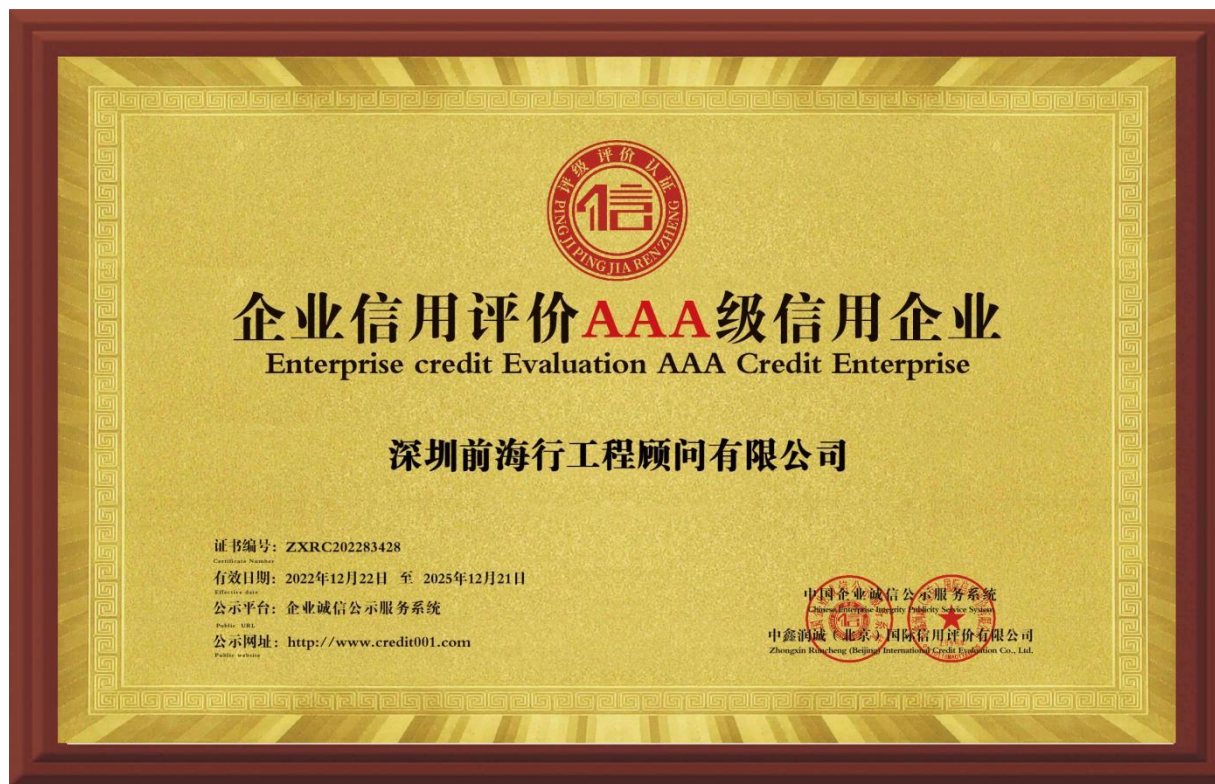 评级评价认证
PING JI PING JIA REN ZHENG
信
企业信用评价AAA级信用企业
Enterprise credit Evaluation AAA Credit Enterprise
深圳前海行工程顾问有限公司
证书编号：ZXRC202283428
Certificate Number
有效日期：2022年12月22日 至 2025年12月21日
Effective date
公示平台：企业诚信公示服务系统
Public URL
公示网址：http://www.credit001.com
Public website
中国企业诚信公示服务系统
Chinese Enterprise Integrity Publicity Service System
中鑫润诚（北京）国际信用评价有限公司
Zhongxin Runcheng (Beijing) International Credit Evaluation Co., Ltd.